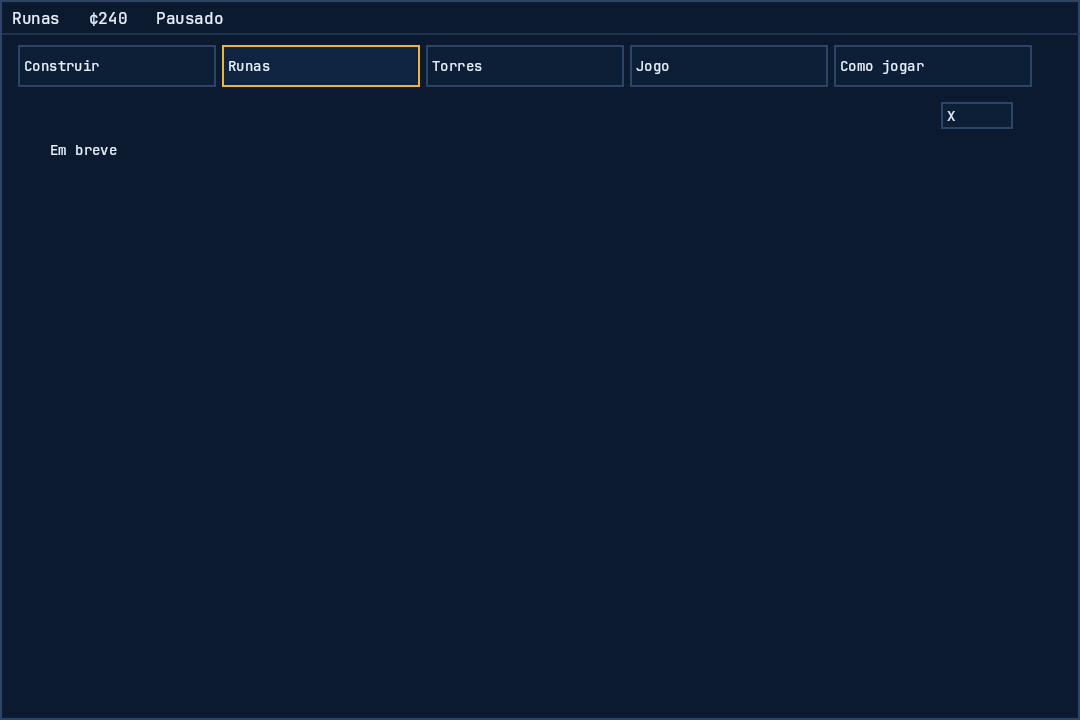 Runas ₵240 Pausado
Construir Runas Torres Jogo Como jogar
X
Em breve